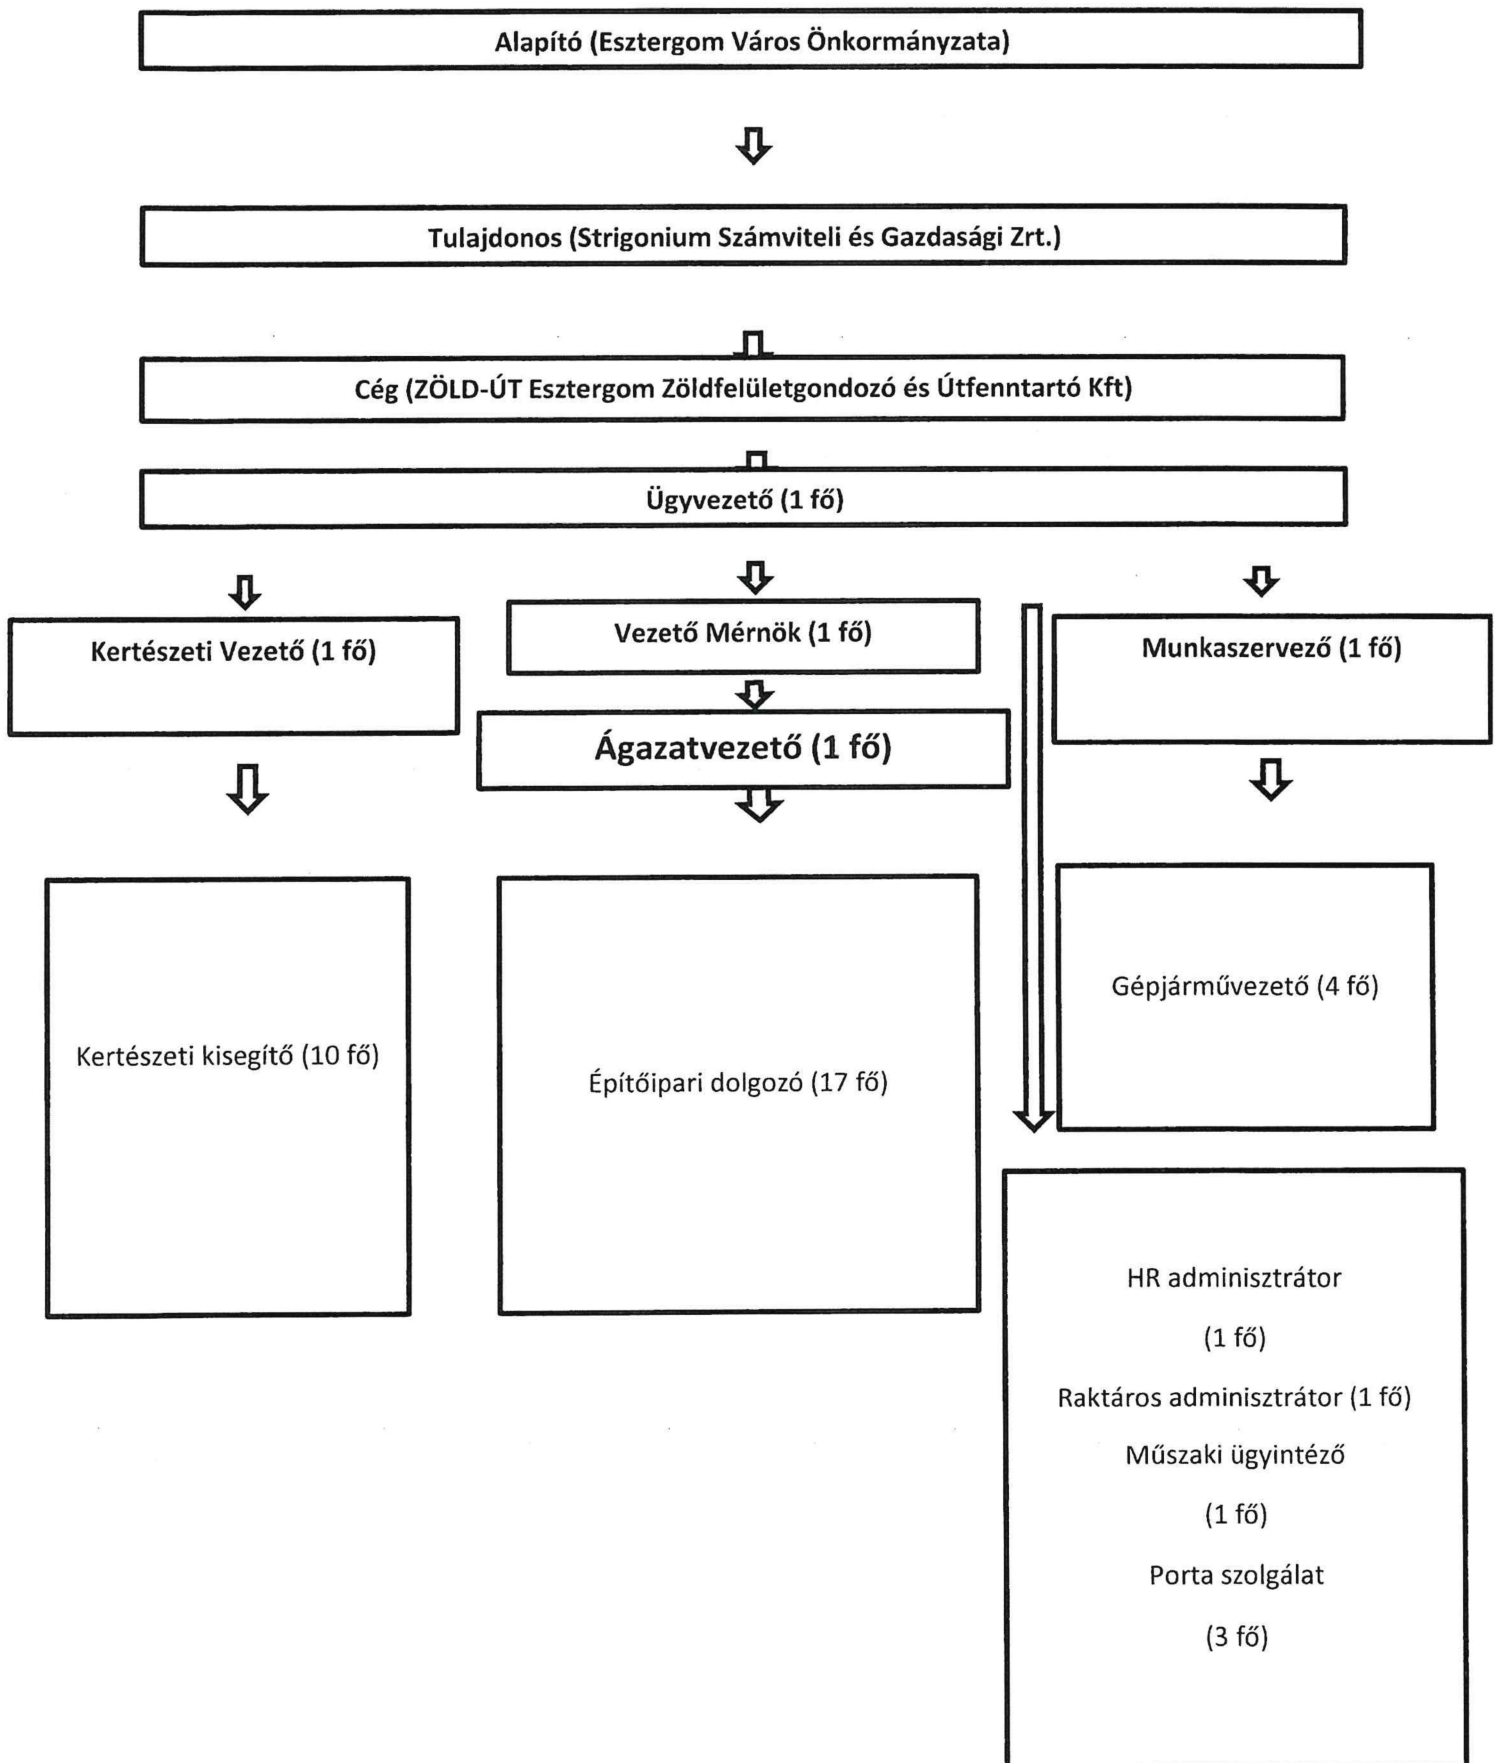 Alapító (Esztergom Város Önkormányzata)
Tulajdonos (Strigonium Számviteli és Gazdasági Zrt.)
Cég (ZÖLD-ÚT Esztergom Zöldfelületgondozó és Útfenntartó Kft)
Ügyvezető (1 fő)
Kertészeti Vezető (1 fő)
Vezető Mérnök (1 fő)
Munkaszervező (1 fő)
Ágazatvezető (1 fő)
Kertészeti kisegítő (10 fő)
Építőipari dolgozó (17 fő)
Gépjárművezető (4 fő)
HR adminisztrátor
(1 fő)
Raktáros adminisztrátor (1 fő)
Műszaki ügyintéző
(1 fő)
Porta szolgálat
(3 fő)